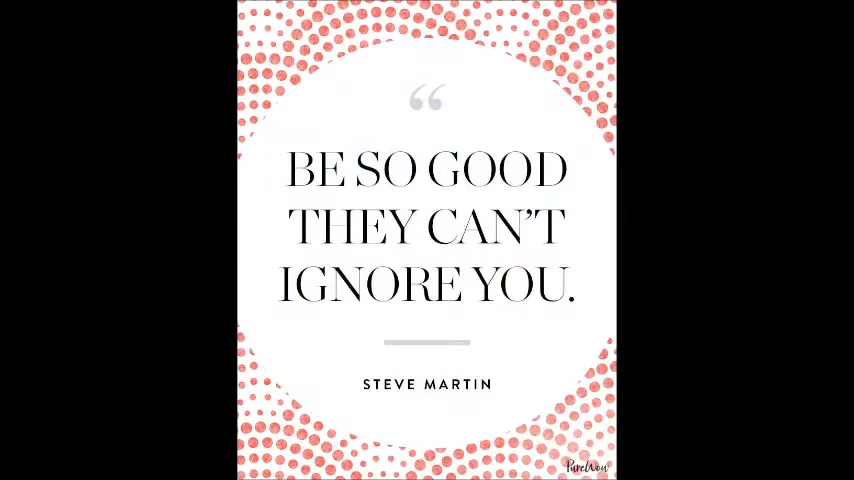 “
BE SO GOOD
THEY CAN’T
IGNORE YOU.
STEVE MARTIN
PureWow